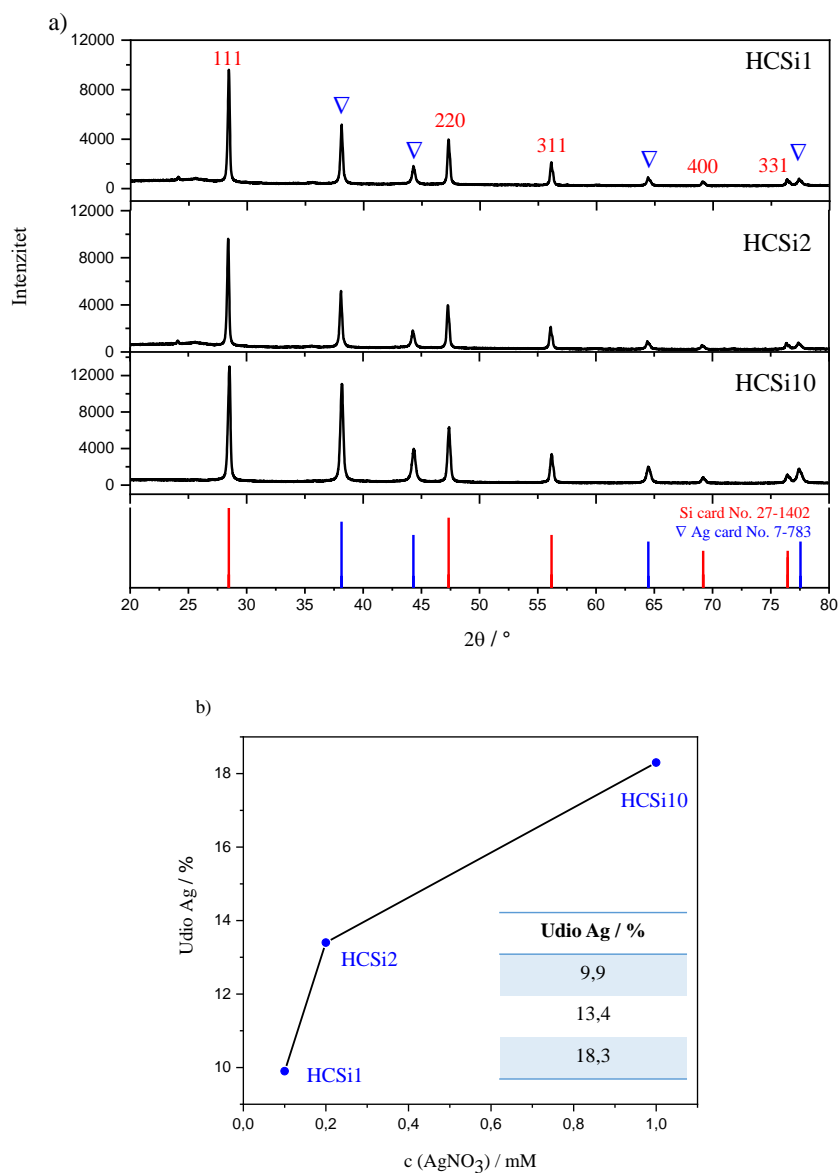 a)
12000
8000
4000
0
111
∇
∇
220
311
∇
400
331
∇
HCSi1
12000
8000
4000
0
HCSi2
Intenzitet
12000
8000
4000
0
HCSi10
Si card No. 27-1402
∇ Ag card No. 7-783
20 25 30 35 40 45 50 55 60 65 70 75 80
2θ / °
b)
18
16
14
12
10
Udio Ag / %
HCSi10
HCSi2
HCSi1
Udio Ag / %
9,9
13,4
18,3
0,0 0,2 0,4 0,6 0,8 1,0
c (AgNO3) / mM